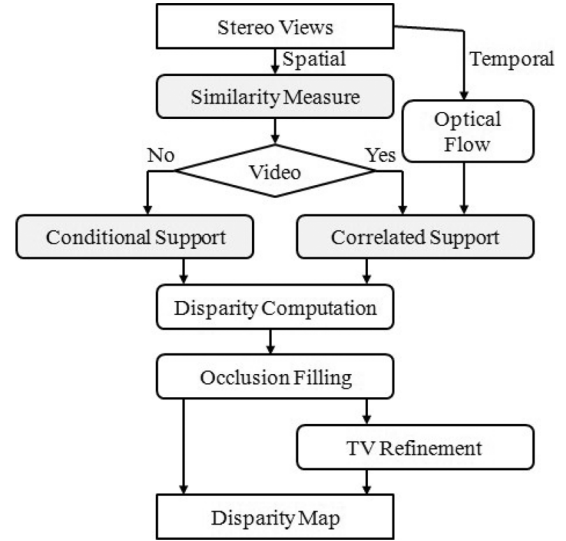 Stereo Views
Spatial
Temporal
Similarity Measure
Optical
Flow
No
Yes
Video
Conditional Support
Correlated Support
Disparity Computation
Occlusion Filling
TV Refinement
Disparity Map